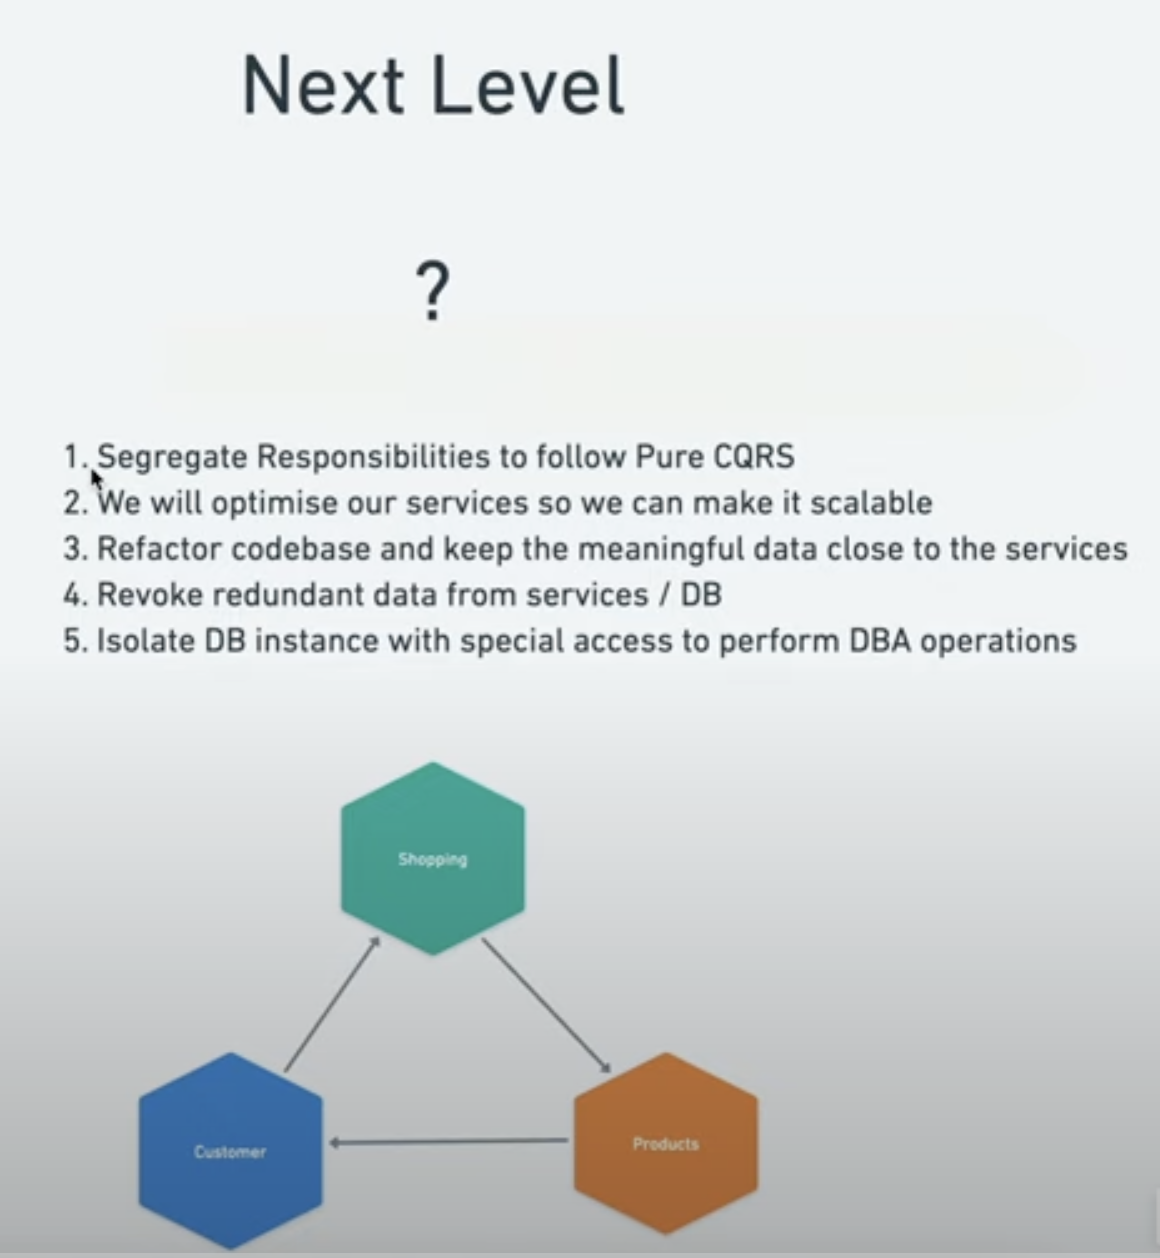 Next Level
?
1. Segregate Responsibilities to follow Pure CQRS
2. We will optimise our services so we can make it scalable
3. Refactor codebase and keep the meaningful data close to the services
4. Revoke redundant data from services / DB
5. Isolate DB instance with special access to perform DBA operations
Shopping
Customer
Products